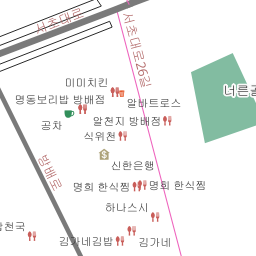 서초대로
서초대로26길
미미치킨
너른골
명동보리밥 방배점
알바트로스
공차
알천지 방배점
식위천
신한은행
방배로
명희 한식찜
명희 한식찜
하나스시
김가네김밥
김가네